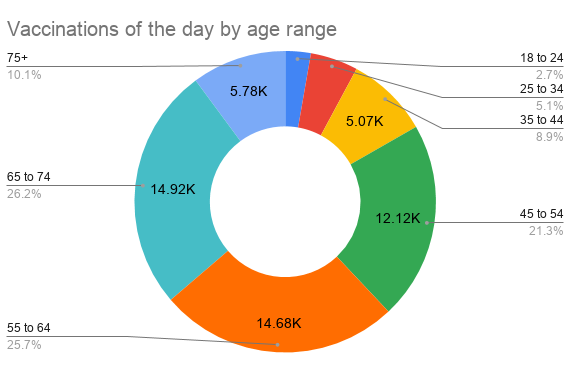 Vaccinations of the day by age range
75+
10.1%
18 to 24
2.7%
25 to 34
5.1%
35 to 44
8.9%
5.78K
5.07K
65 to 74
26.2%
14.92K
12.12K
45 to 54
21.3%
14.68K
55 to 64
25.7%